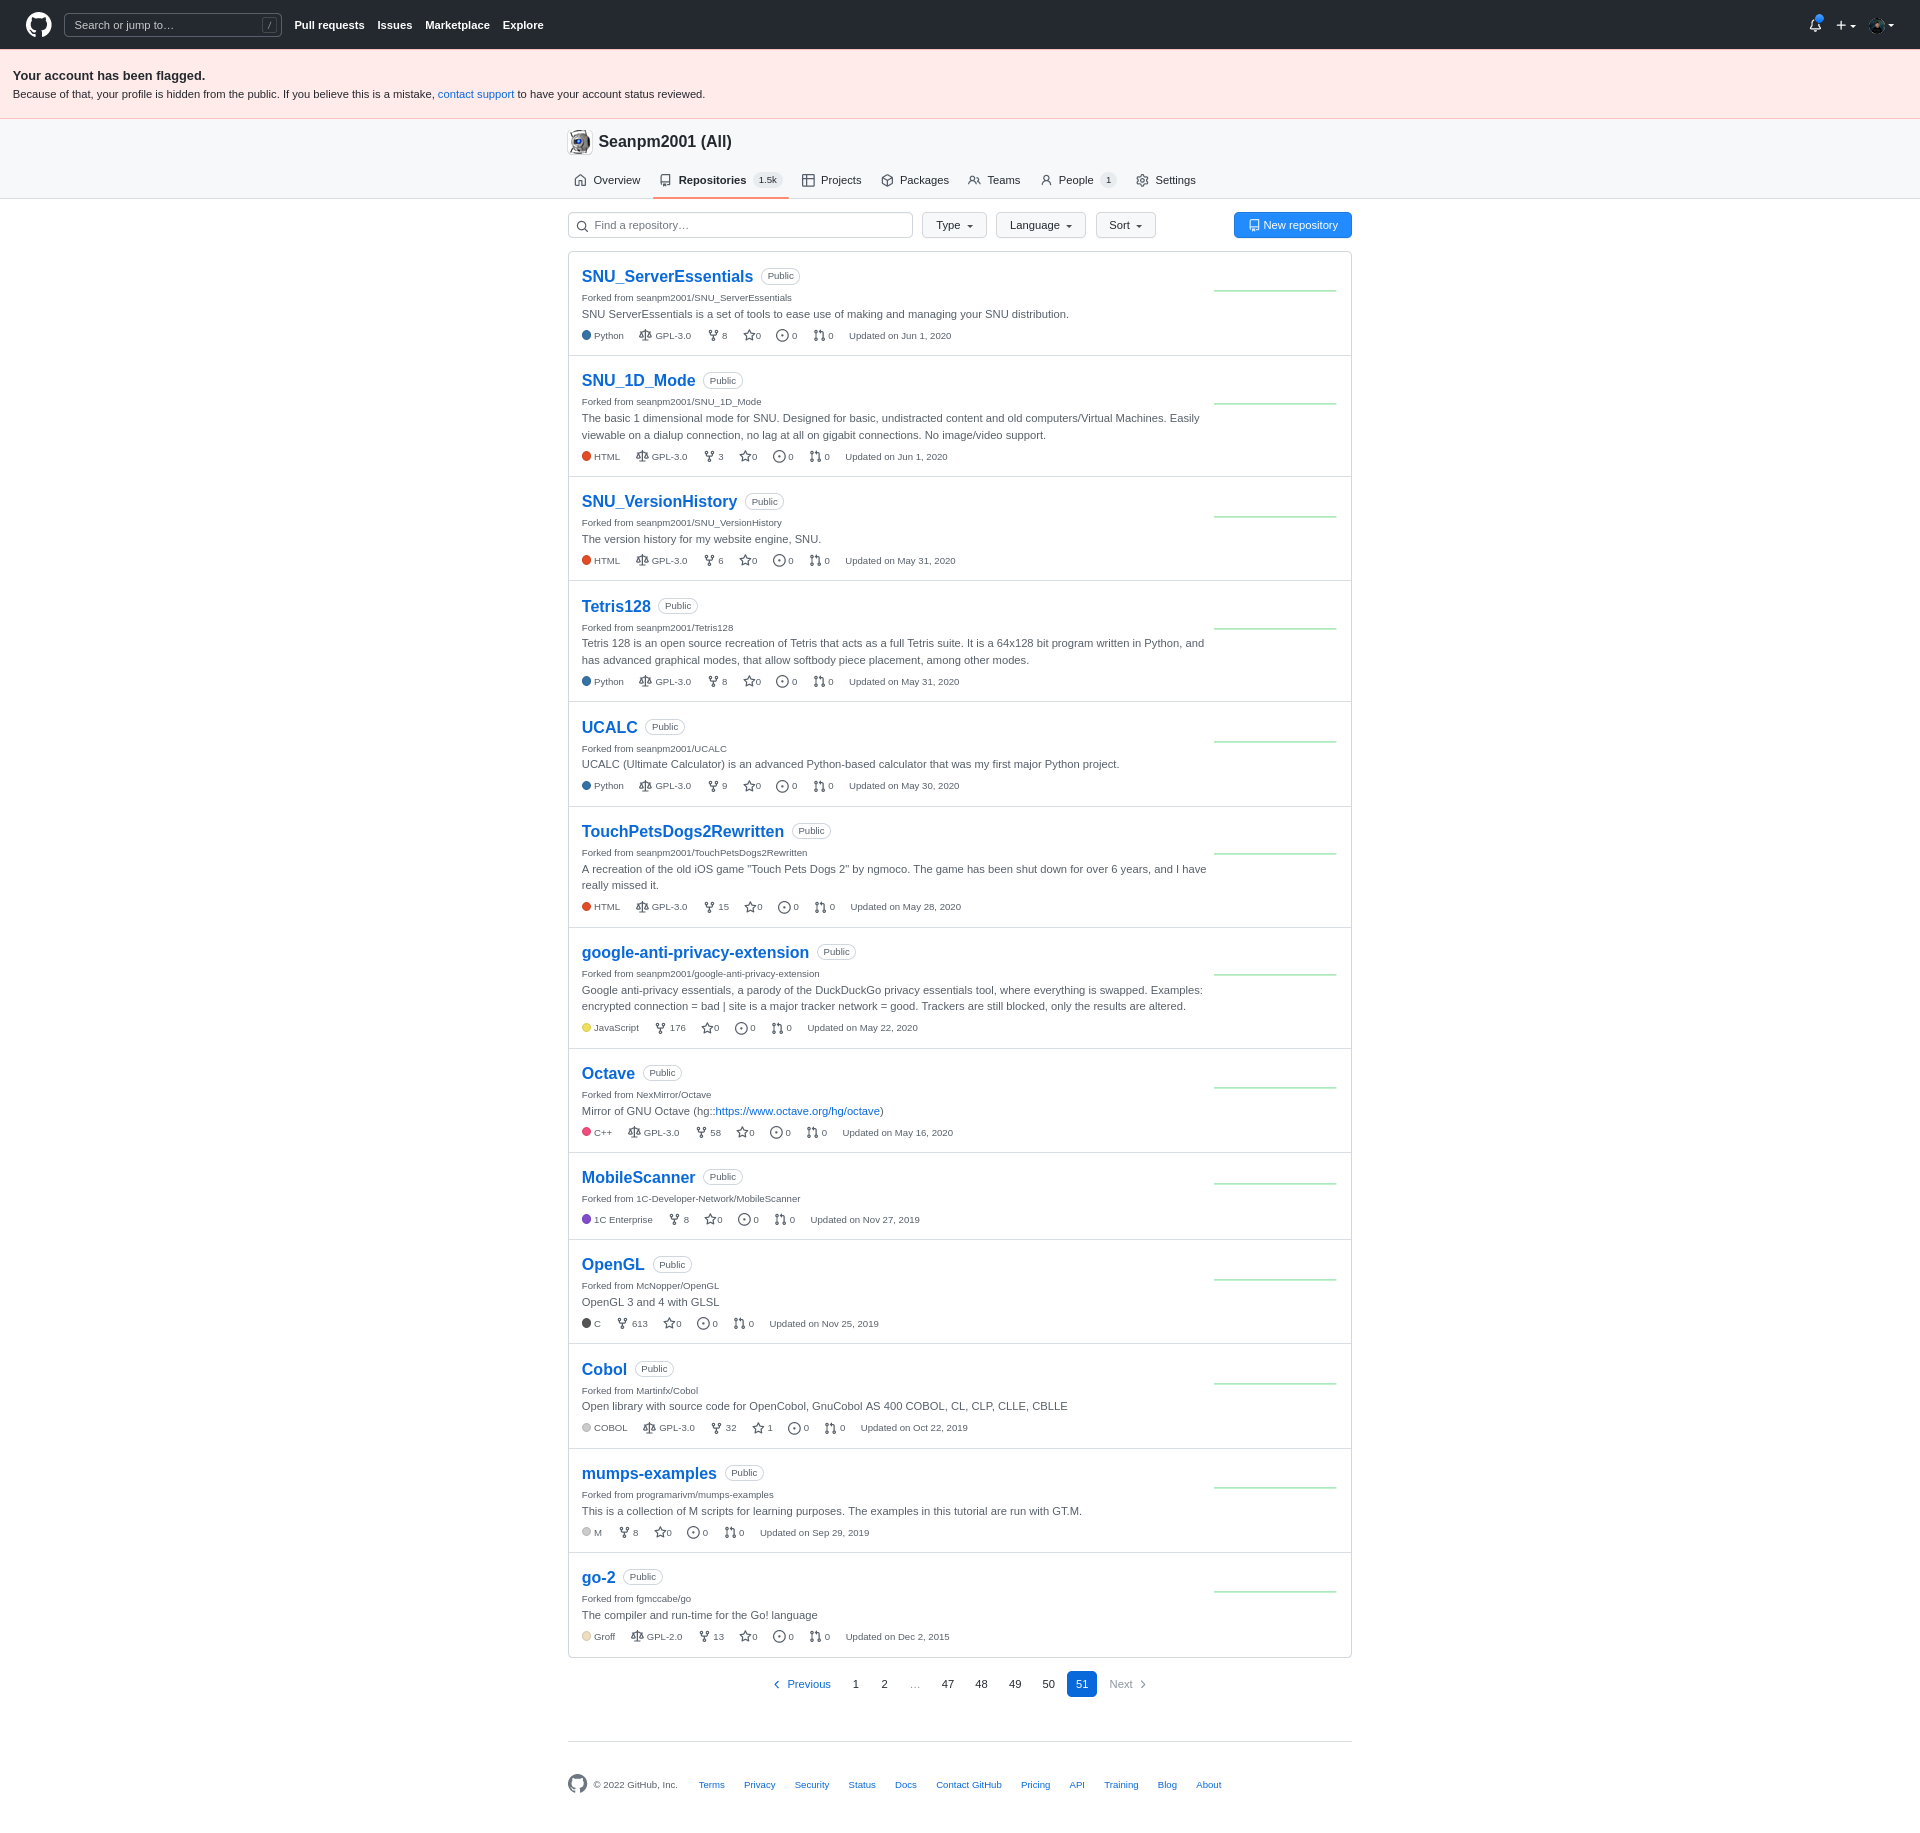 Search or jump to…
/
Pull requests Issues Marketplace Explore
Your account has been flagged.
Because of that, your profile is hidden from the public. If you believe this is a mistake, contact support to have your account status reviewed.
Seanpm2001 (All)
Overview Repositories 1.5k Projects Packages Teams People 1 Settings
Find a repository… Type Language Sort New repository
SNU_ServerEssentials Public
Forked from seanpm2001/SNU_ServerEssentials
SNU ServerEssentials is a set of tools to ease use of making and managing your SNU distribution.
Python GPL-3.0 8 0 0 0 Updated on Jun 1, 2020
SNU_1D_Mode Public
Forked from seanpm2001/SNU_1D_Mode
The basic 1 dimensional mode for SNU. Designed for basic, undistracted content and old computers/Virtual Machines. Easily
viewable on a dialup connection, no lag at all on gigabit connections. No image/video support.
HTML GPL-3.0 3 0 0 0 Updated on Jun 1, 2020
SNU_VersionHistory Public
Forked from seanpm2001/SNU_VersionHistory
The version history for my website engine, SNU.
HTML GPL-3.0 6 0 0 0 Updated on May 31, 2020
Tetris128 Public
Forked from seanpm2001/Tetris128
Tetris 128 is an open source recreation of Tetris that acts as a full Tetris suite. It is a 64x128 bit program written in Python, and
has advanced graphical modes, that allow softbody piece placement, among other modes.
Python GPL-3.0 8 0 0 0 Updated on May 31, 2020
UCALC Public
Forked from seanpm2001/UCALC
UCALC (Ultimate Calculator) is an advanced Python-based calculator that was my first major Python project.
Python GPL-3.0 9 0 0 0 Updated on May 30, 2020
TouchPetsDogs2Rewritten Public
Forked from seanpm2001/TouchPetsDogs2Rewritten
A recreation of the old iOS game "Touch Pets Dogs 2" by ngmoco. The game has been shut down for over 6 years, and I have
really missed it.
HTML GPL-3.0 15 0 0 0 Updated on May 28, 2020
google-anti-privacy-extension Public
Forked from seanpm2001/google-anti-privacy-extension
Google anti-privacy essentials, a parody of the DuckDuckGo privacy essentials tool, where everything is swapped. Examples:
encrypted connection = bad | site is a major tracker network = good. Trackers are still blocked, only the results are altered.
JavaScript 176 0 0 0 Updated on May 22, 2020
Octave Public
Forked from NexMirror/Octave
Mirror of GNU Octave (hg::https://www.octave.org/hg/octave)
C++ GPL-3.0 58 0 0 0 Updated on May 16, 2020
MobileScanner Public
Forked from 1C-Developer-Network/MobileScanner
1C Enterprise 8 0 0 0 Updated on Nov 27, 2019
OpenGL Public
Forked from McNopper/OpenGL
OpenGL 3 and 4 with GLSL
C 613 0 0 0 Updated on Nov 25, 2019
Cobol Public
Forked from Martinfx/Cobol
Open library with source code for OpenCobol, GnuCobol AS 400 COBOL, CL, CLP, CLLE, CBLLE
COBOL GPL-3.0 32 1 0 0 Updated on Oct 22, 2019
mumps-examples Public
Forked from programarivm/mumps-examples
This is a collection of M scripts for learning purposes. The examples in this tutorial are run with GT.M.
M 8 0 0 0 Updated on Sep 29, 2019
go-2 Public
Forked from fgmccabe/go
The compiler and run-time for the Go! language
Groff GPL-2.0 13 0 0 0 Updated on Dec 2, 2015
Previous 1 2 … 47 48 49 50 51 Next
© 2022 GitHub, Inc. Terms Privacy Security Status Docs Contact GitHub Pricing API Training Blog About